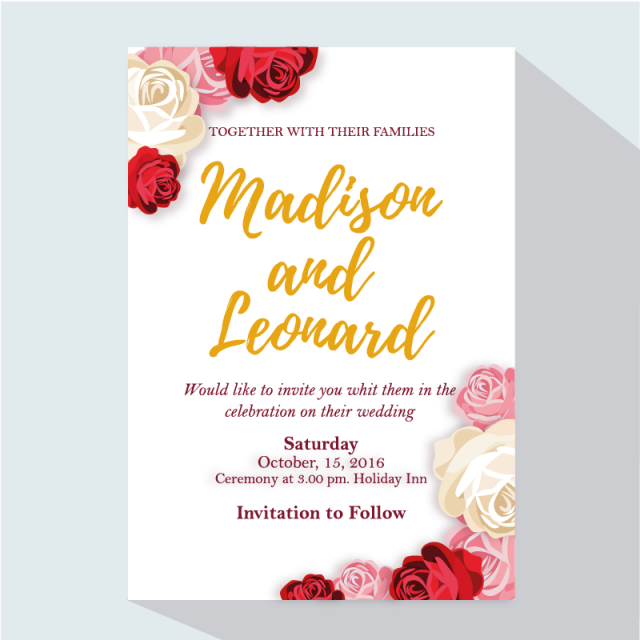 TOGETHER WITH THEIR FAMILIES
Madison
and
Leonard
Would like to invite you whit them in the
celebration on their wedding
Saturday
October, 15, 2016
Ceremony at 3.00 pm. Holiday Inn
Invitation to Follow